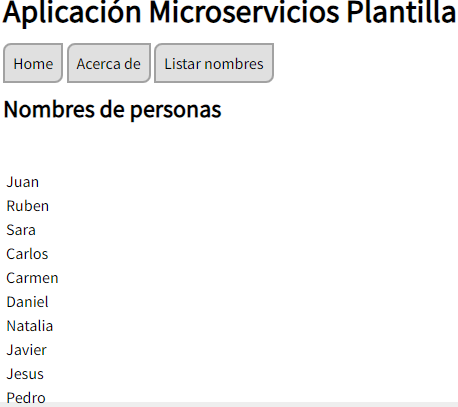 Aplicación Microservicios Plantilla
Home Acerca de Listar nombres
Nombres de personas
Juan
Ruben
Sara
Carlos
Carmen
Daniel
Natalia
Javier
Jesus
Pedro